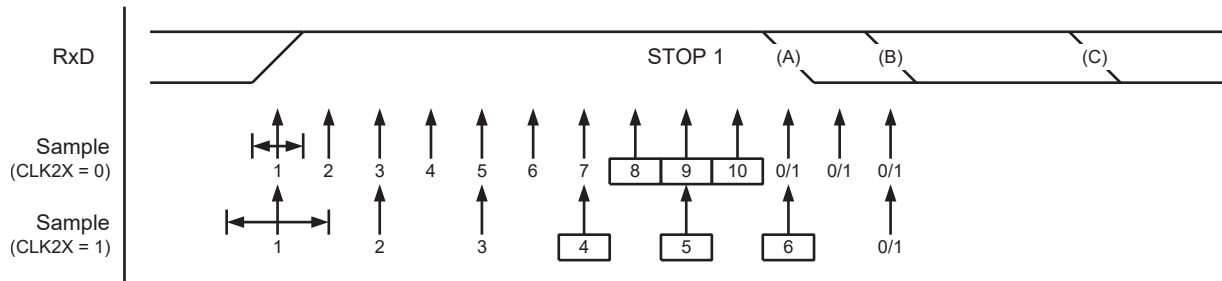 RxD STOP 1 (A) (B) (C)
Sample
(CLK2X = 0)
1 2 3 4 5 6 7 8 9 10 0/1 0/1 0/1
Sample
(CLK2X = 1)
1 2 3 4 5 6 0/1